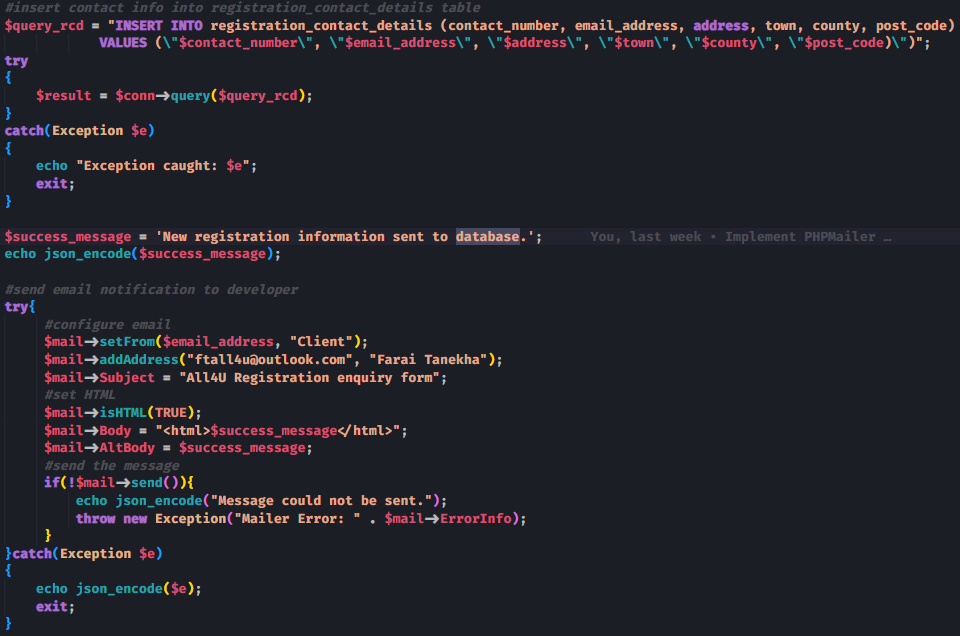 #insert contact info into registration_contact_details table
$query_rcd = "INSERT INTO registration_contact_details (contact_number, email_address, address, town, county, post_code)
VALUES (\"$contact_number\", \"$email_address\", \"$address\", \"$town\", \"$county\", \"$post_code)\")";
try
{
$result = $conn->query($query_rcd);
}
catch(Exception $e)
{
echo "Exception caught: $e";
exit;
}
$success_message = 'New registration information sent to database.'; You, last week • Implement PHPMailer …
echo json_encode($success_message);
#send email notification to developer
try{
#configure email
$mail->setFrom($email_address, "Client");
$mail->addAddress("ftall4u@outlook.com", "Farai Tanekha");
$mail->Subject = "All4U Registration enquiry form";
#set HTML
$mail->isHTML(TRUE);
$mail->Body = "<html>$success_message</html>";
$mail->AltBody = $success_message;
#send the message
if(!$mail->send()){
echo json_encode("Message could not be sent.");
throw new Exception("Mailer Error: " . $mail->ErrorInfo);
}
}catch(Exception $e)
{
echo json_encode($e);
exit;
}